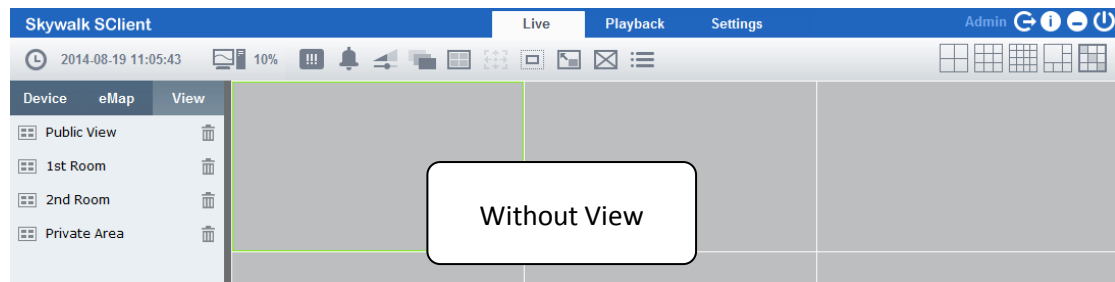 Skywalk SClient Live Playback Settings Admin
2014-08-19 11:05:43 10%
Device eMap View
Public View
1st Room
2nd Room
Private Area
Without View